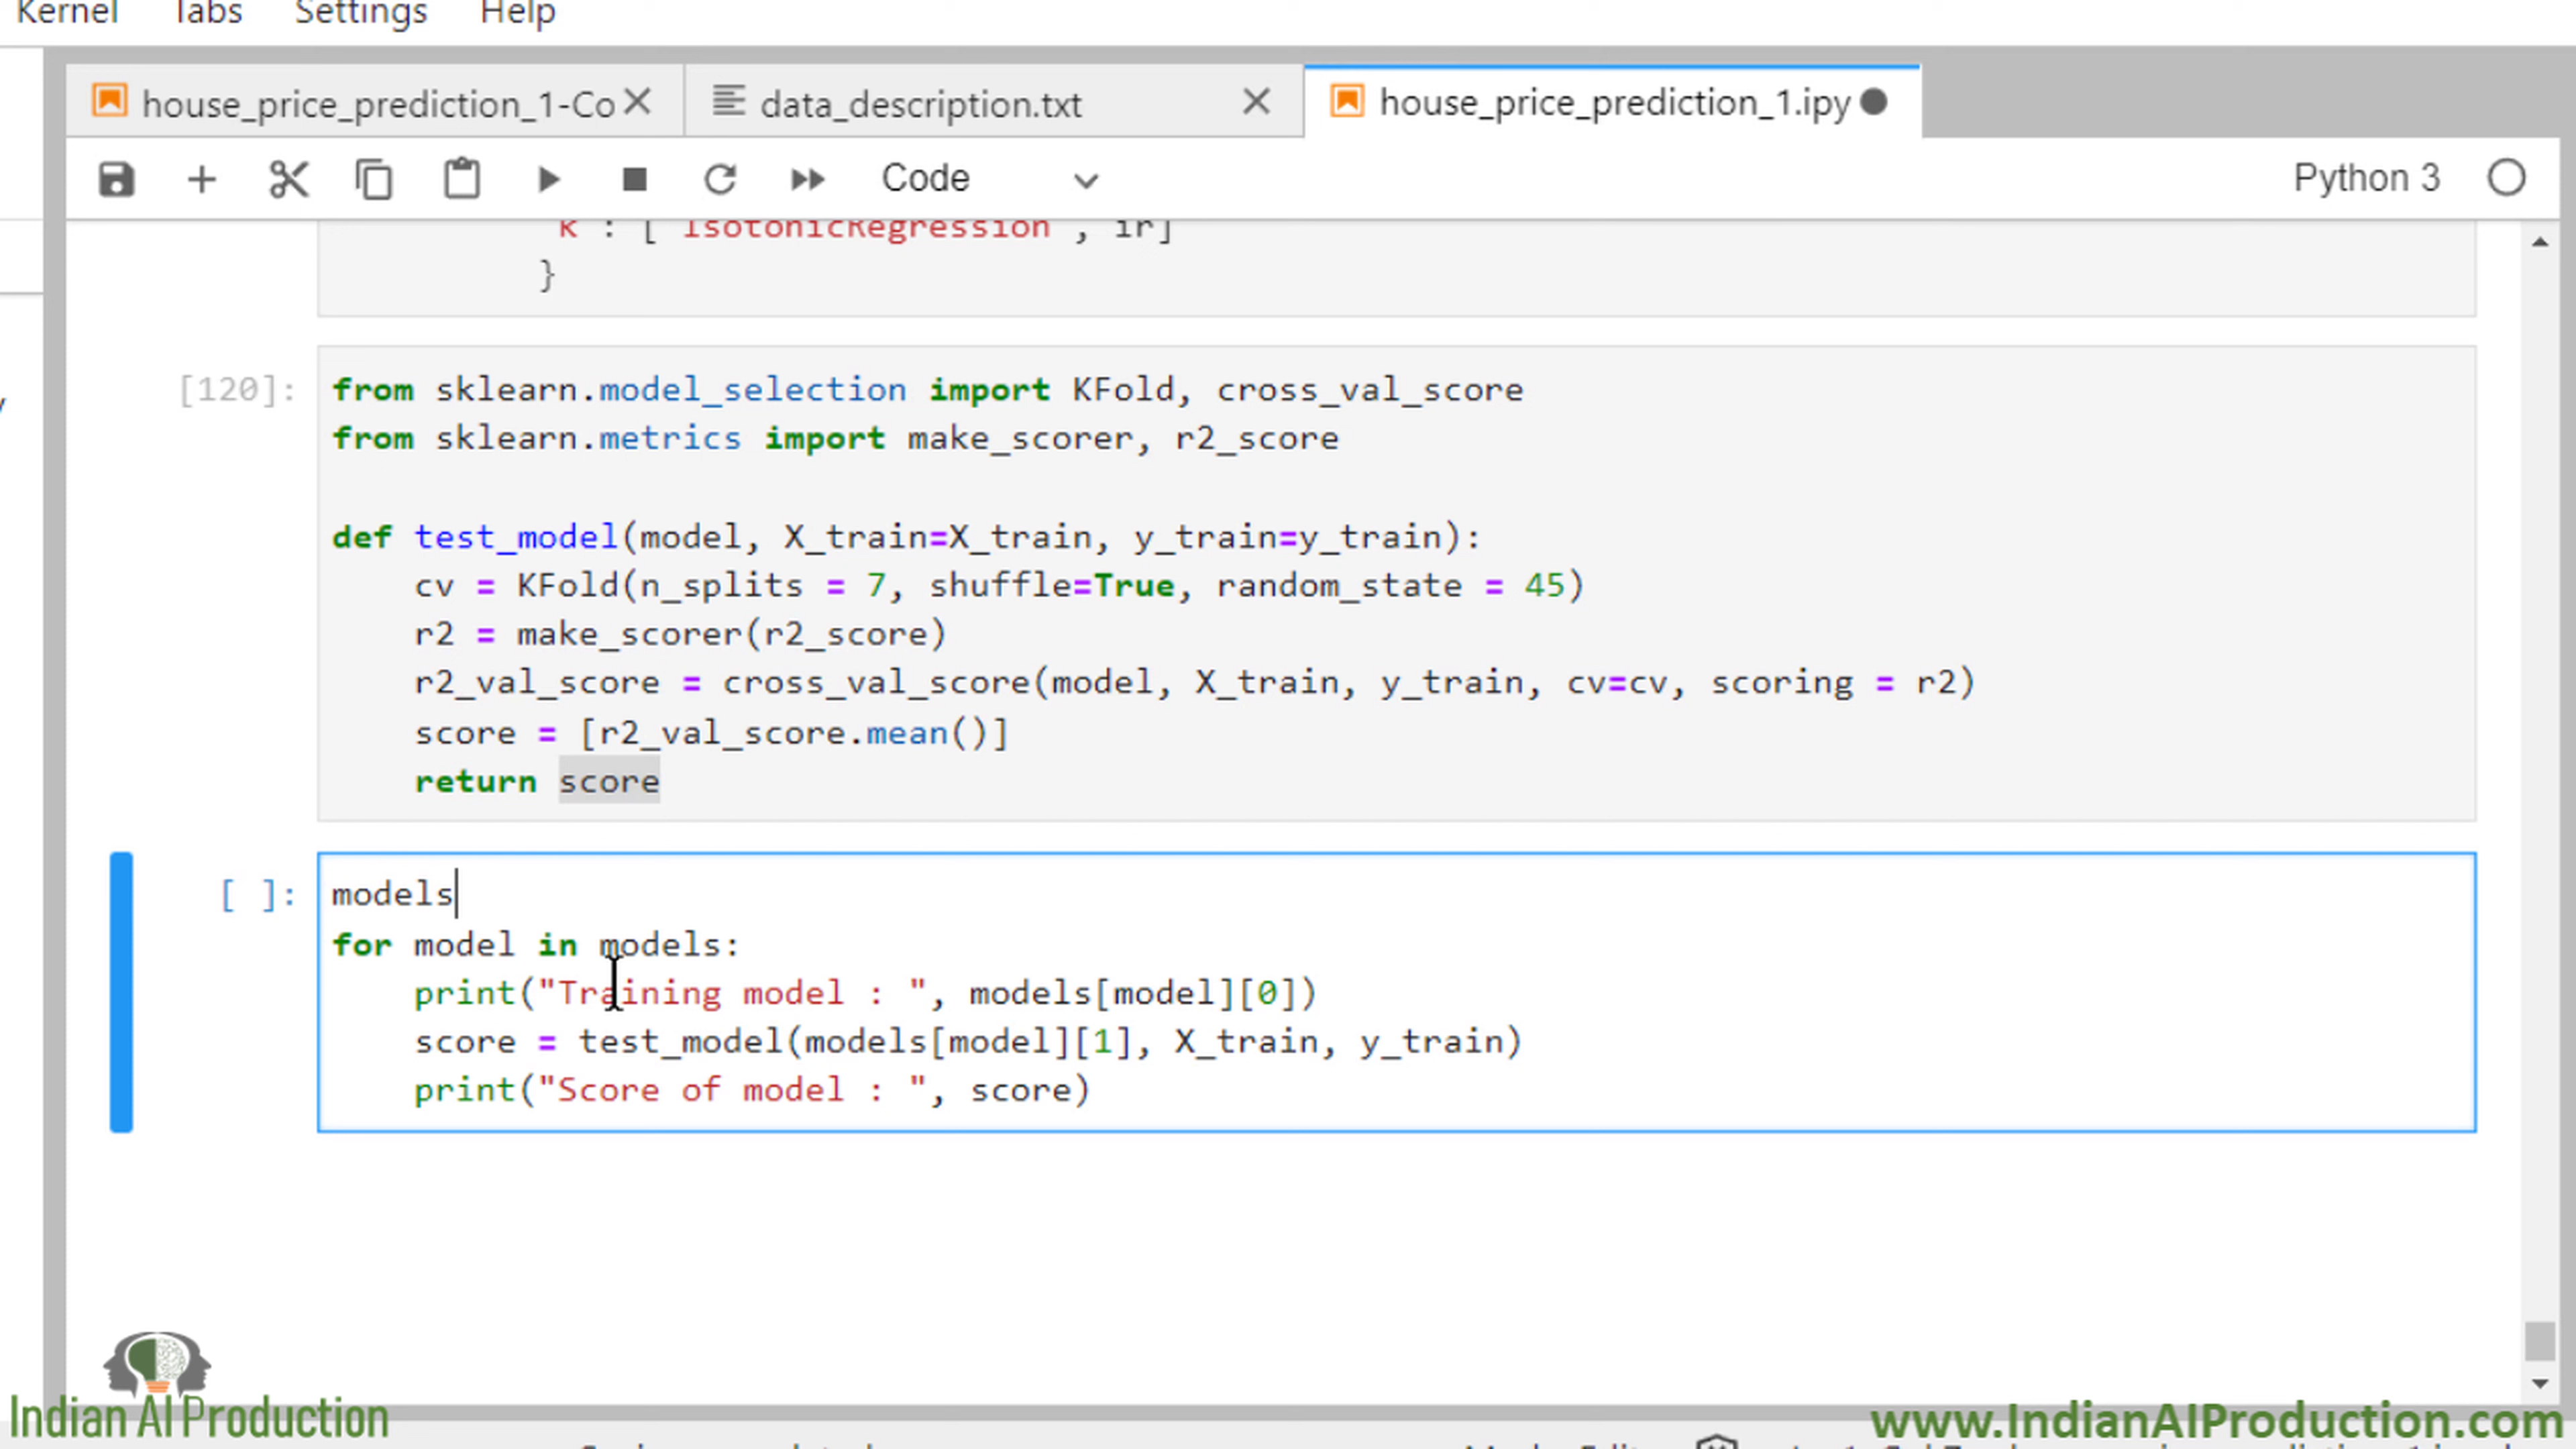 Kernel Tabs Settings Help
house_price_prediction_1-Co data_description.txt house_price_prediction_1.ipy
Code Python 3
k : [ IsotonicRegression , ir]
}
[120]: from sklearn.model_selection import KFold, cross_val_score
from sklearn.metrics import make_scorer, r2_score
def test_model(model, X_train=X_train, y_train=y_train):
cv = KFold(n_splits = 7, shuffle=True, random_state = 45)
r2 = make_scorer(r2_score)
r2_val_score = cross_val_score(model, X_train, y_train, cv=cv, scoring = r2)
score = [r2_val_score.mean()]
return score
[ ]: models
for model in models:
print("Training model : ", models[model][0])
score = test_model(models[model][1], X_train, y_train)
print("Score of model : ", score)
Indian AI Production
www.IndianAIProduction.com